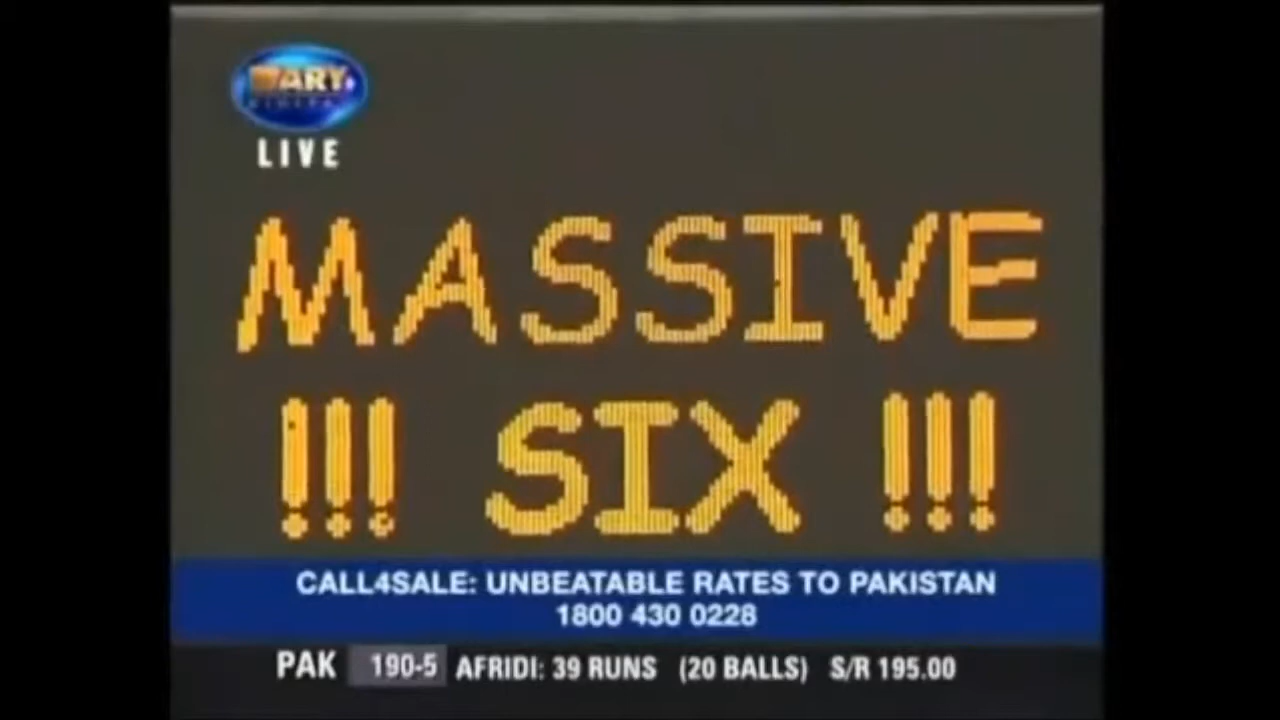 ARY
LIVE
MASSIVE
!!! SIX !!!
CALL4SALE: UNBEATABLE RATES TO PAKISTAN
1800 430 0228
PAK 190-5 AFRIDI: 39 RUNS (20 BALLS) S/R 195.00